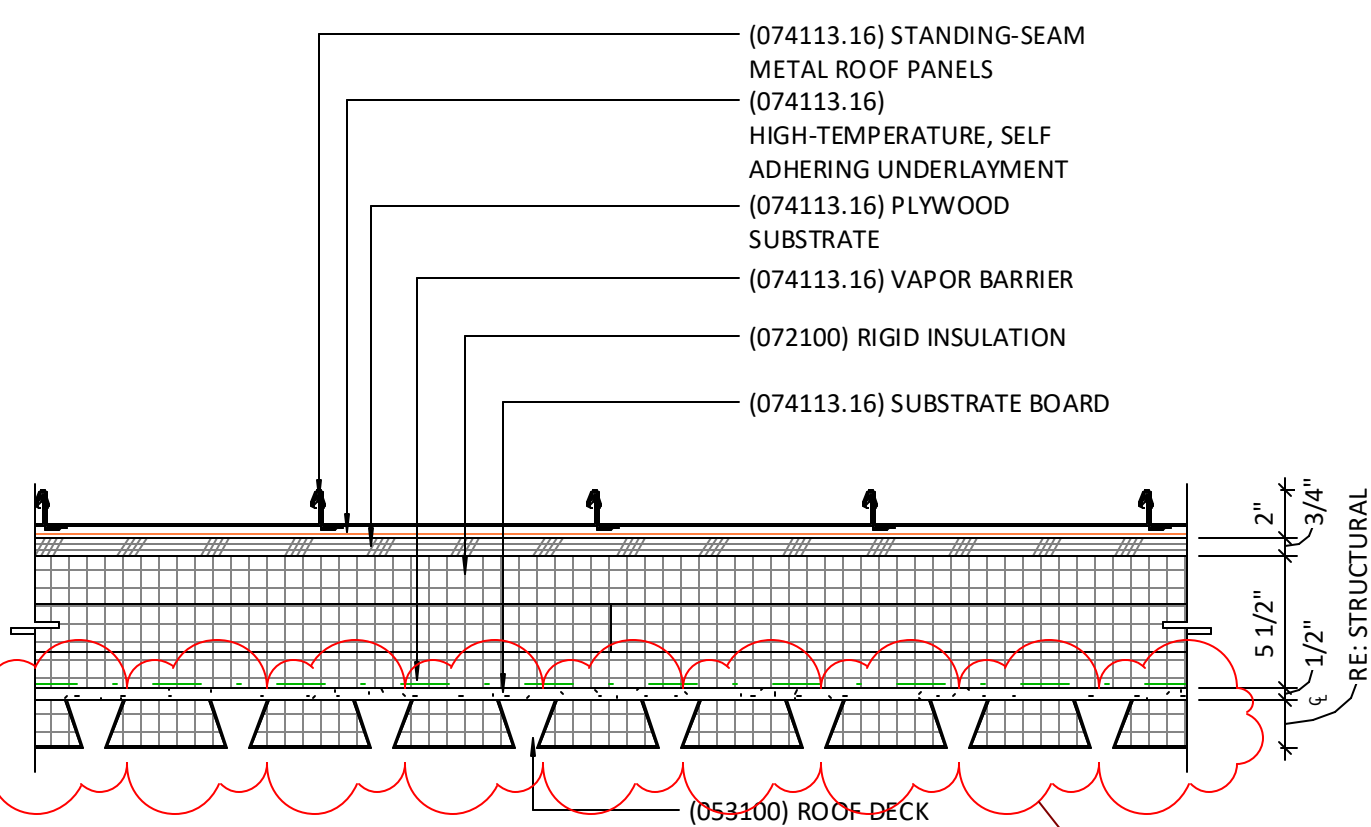 (074113.16) STANDING-SEAM
METAL ROOF PANELS
(074113.16)
HIGH-TEMPERATURE, SELF
ADHERING UNDERLAYMENT
(074113.16) PLYWOOD
SUBSTRATE
(074113.16) VAPOR BARRIER
(072100) RIGID INSULATION
(074113.16) SUBSTRATE BOARD
2"
3/4"
5 1/2"
1/2"
℄
RE: STRUCTURAL
(053100) ROOF DECK